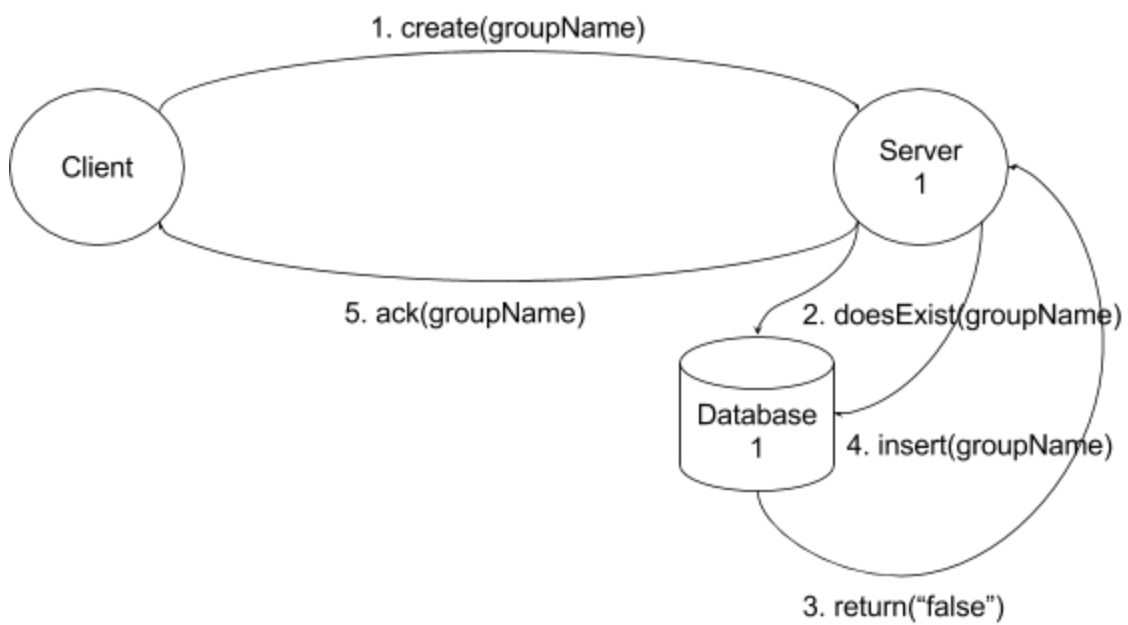 1. create(groupName)
Client
Server
1
5. ack(groupName)
2. doesExist(groupName)
Database
1
4. insert(groupName)
3. return(“false”)